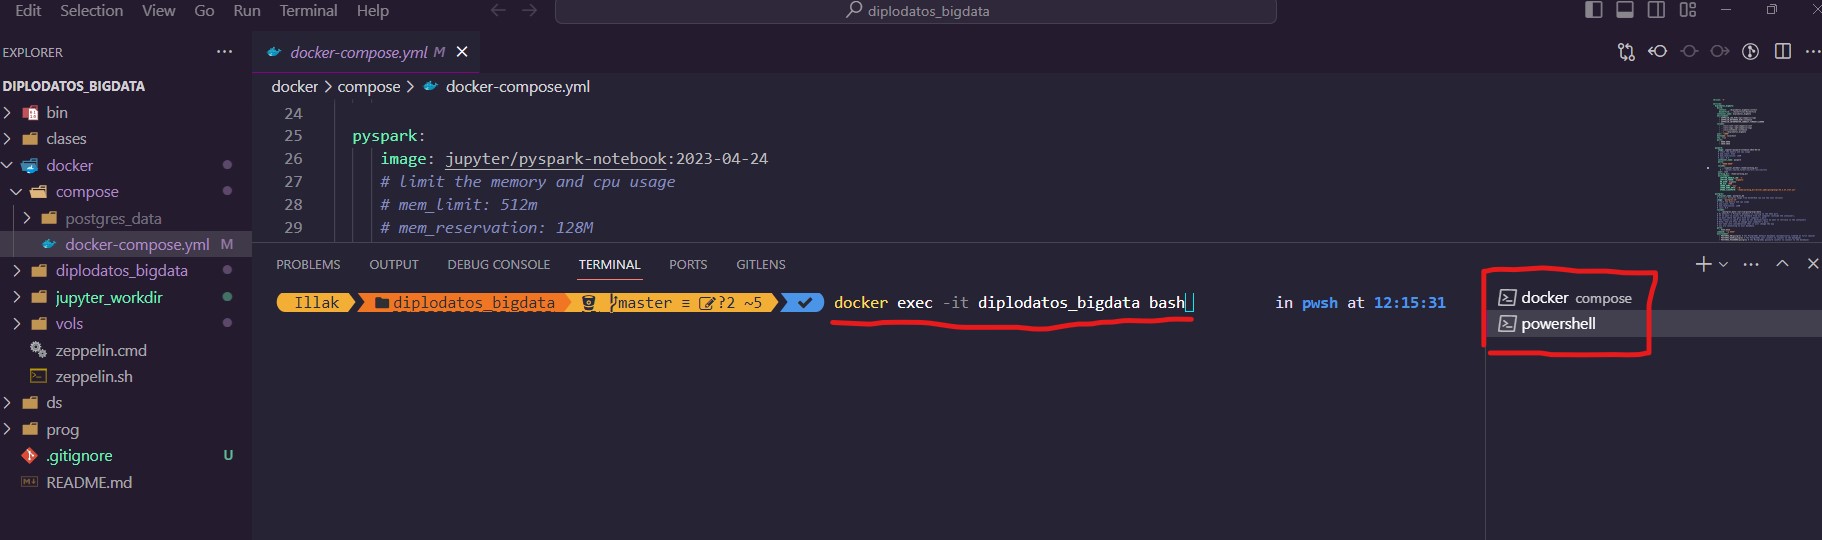 Edit Selection View Go Run Terminal Help
diplodatos_bigdata
EXPLORER
DIPLODATOS_BIGDATA
bin
clases
docker
compose
postgres_data
docker-compose.yml M
diplodatos_bigdata
jupyter_workdir
vols
zeppelin.cmd
zeppelin.sh
ds
prog
.gitignore U
README.md
docker-compose.yml M
docker > compose > docker-compose.yml
24
25 pyspark:
26 image: jupyter/pyspark-notebook:2023-04-24
27 # limit the memory and cpu usage
28 # mem_limit: 512m
29 # mem_reservation: 128M
PROBLEMS OUTPUT DEBUG CONSOLE TERMINAL PORTS GITLENS
Illak diplodatos_bigdata master ≡ ?2 ~5 docker exec -it diplodatos_bigdata bash in pwsh at 12:15:31
docker compose
powershell